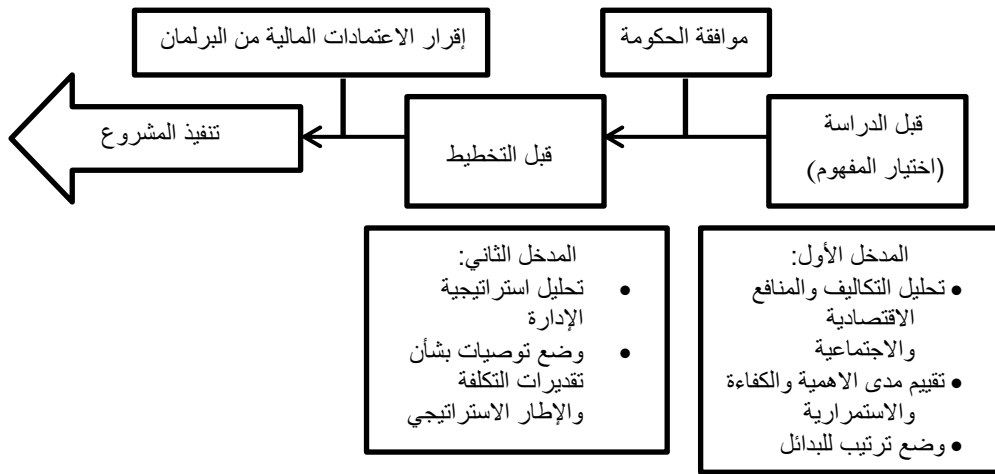 موافقة الحكومة
إقرار الاعتمادات المالية من البرلمان
قبل الدراسة
(اختيار المفهوم)
قبل التخطيط
تنفيذ المشروع
المدخل الأول:
• تحليل التكاليف والمنافع
الاقتصادية
والاجتماعية
• تقييم مدى الاهمية والكفاءة
والاستمرارية
• وضع ترتيب للبدائل
المدخل الثاني:
• تحليل استراتيجية
الإدارة
• وضع توصيات بشأن
تقديرات التكلفة
والإطار الاستراتيجي